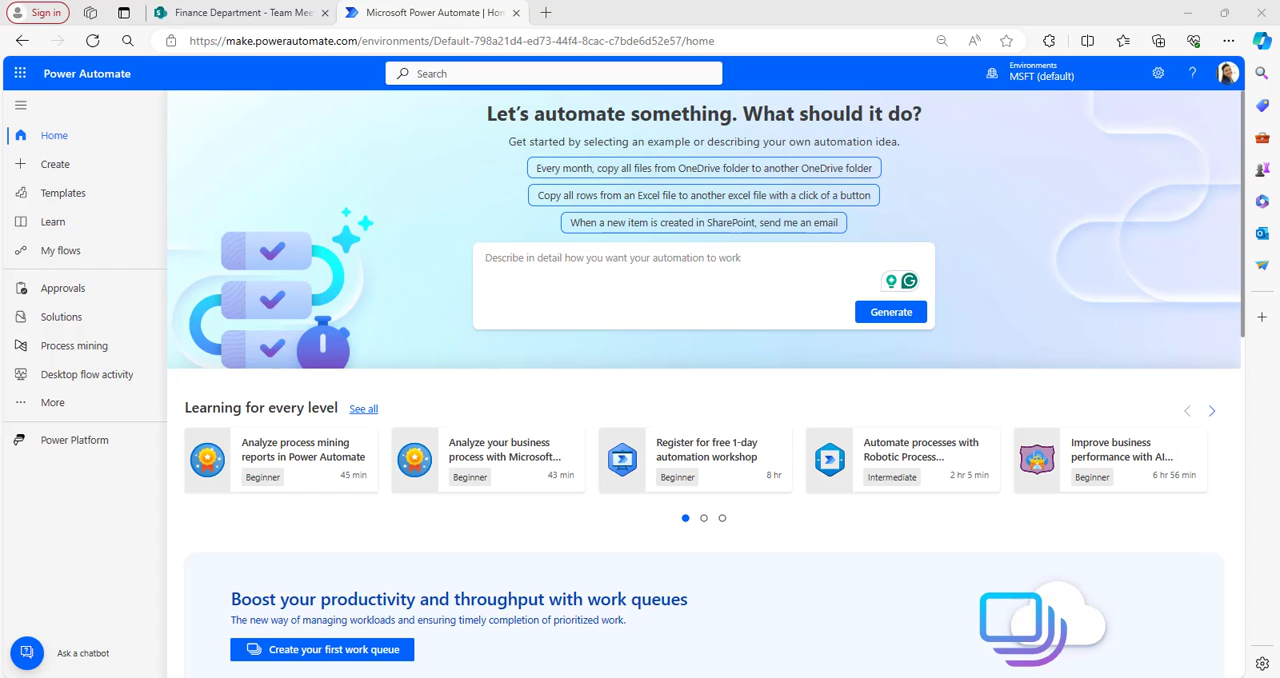 Sign in
Finance Department - Team Mee
Microsoft Power Automate | Hon
https://make.powerautomate.com/environments/Default-798a21d4-ed73-44f4-8cac-c7bde6d52e57/home
Power Automate
Search
Environments
MSFT (default)
Home
Create
Templates
Learn
My flows
Approvals
Solutions
Process mining
Desktop flow activity
More
Power Platform
Ask a chatbot
Let's automate something. What should it do?
Get started by selecting an example or describing your own automation idea.
Every month, copy all files from OneDrive folder to another OneDrive folder
Copy all rows from an Excel file to another excel file with a click of a button
When a new item is created in SharePoint, send me an email
Describe in detail how you want your automation to work
Generate
Learning for every level See all
Analyze process mining
reports in Power Automate
Beginner 45 min
Analyze your business
process with Microsoft...
Beginner 43 min
Register for free 1-day
automation workshop
Beginner 8 hr
Automate processes with
Robotic Process...
Intermediate 2 hr 5 min
Improve business
performance with AI...
Beginner 6 hr 56 min
Boost your productivity and throughput with work queues
The new way of managing workloads and ensuring timely completion of prioritized work.
Create your first work queue